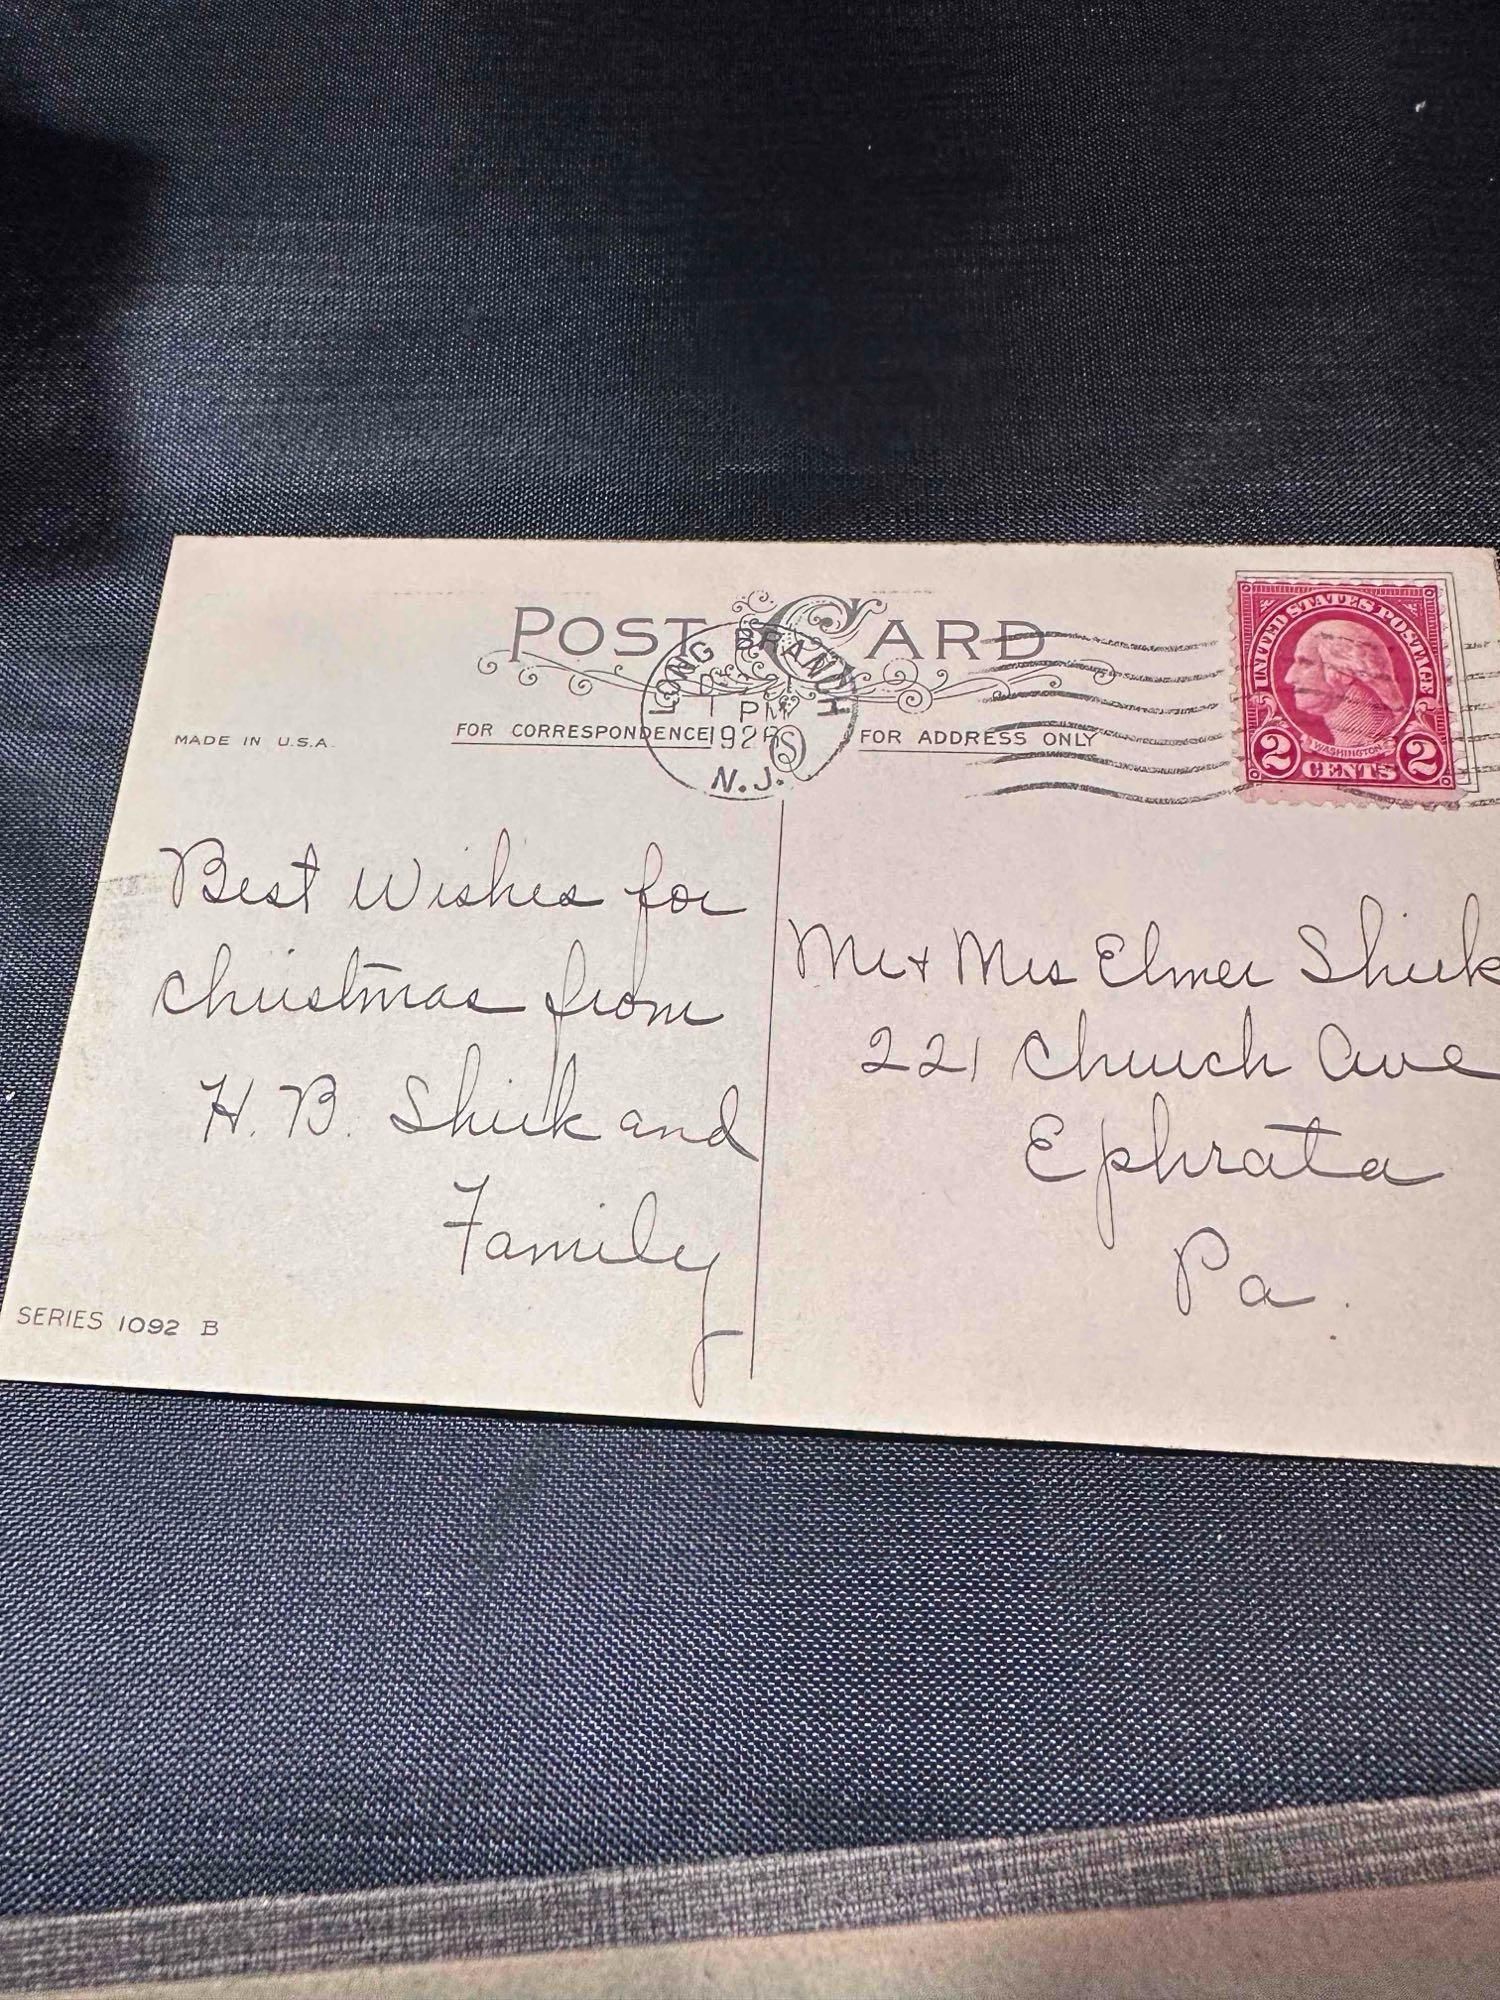 POST CARD
LONG BRANCH
1 PM
N.J.
MADE IN U.S.A.
FOR CORRESPONDENCE
FOR ADDRESS ONLY
UNITED STATES POSTAGE
WASHINGTON
2 CENTS 2
Best Wishes for
Christmas from
H. B. Shirk and
Family
Mr + Mrs Elmer Shirk
221 Church Ave
Ephrata
Pa.
SERIES 1092 B